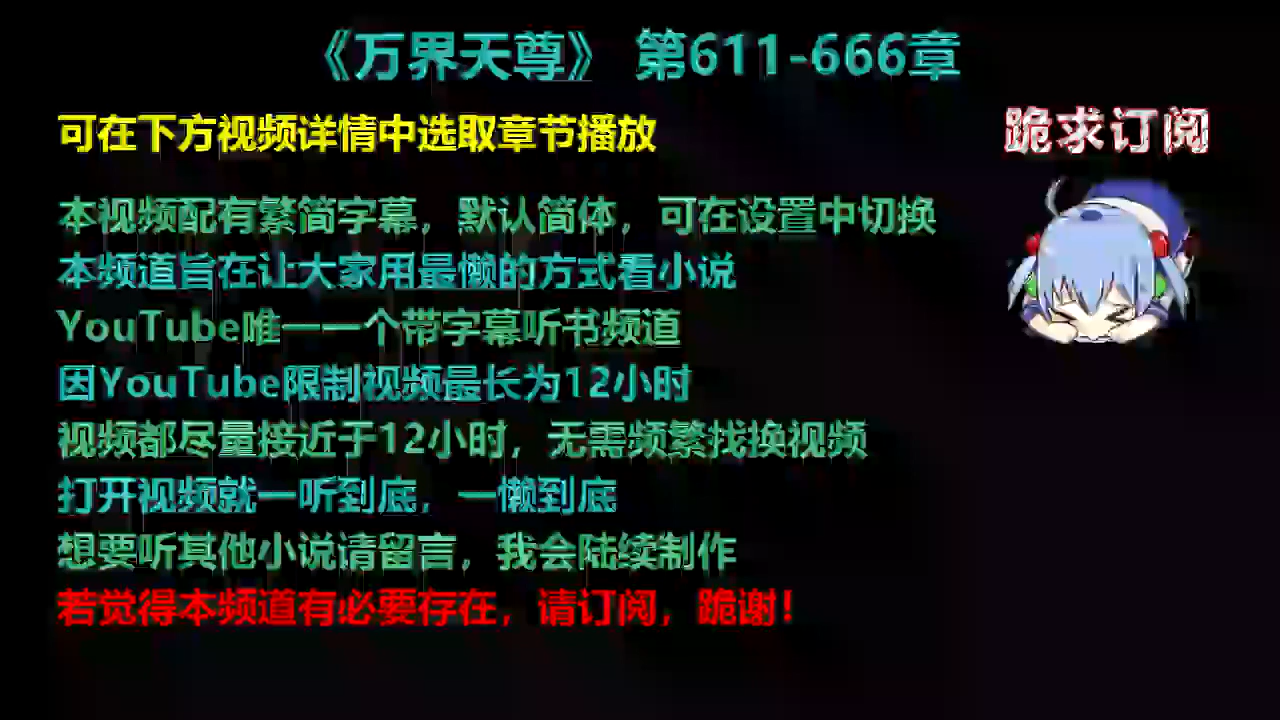 《万界天尊》 第611-666章
可在下方视频详情中选取章节播放
跪求订阅
本视频配有繁简字幕，默认简体，可在设置中切换
本频道旨在让大家用最懒的方式看小说
YouTube唯一一个带字幕听书频道
因YouTube限制视频最长为12小时
视频都尽量接近于12小时，无需频繁找换视频
打开视频就一听到底，一懒到底
想要听其他小说请留言，我会陆续制作
若觉得本频道有必要存在，请订阅，跪谢！